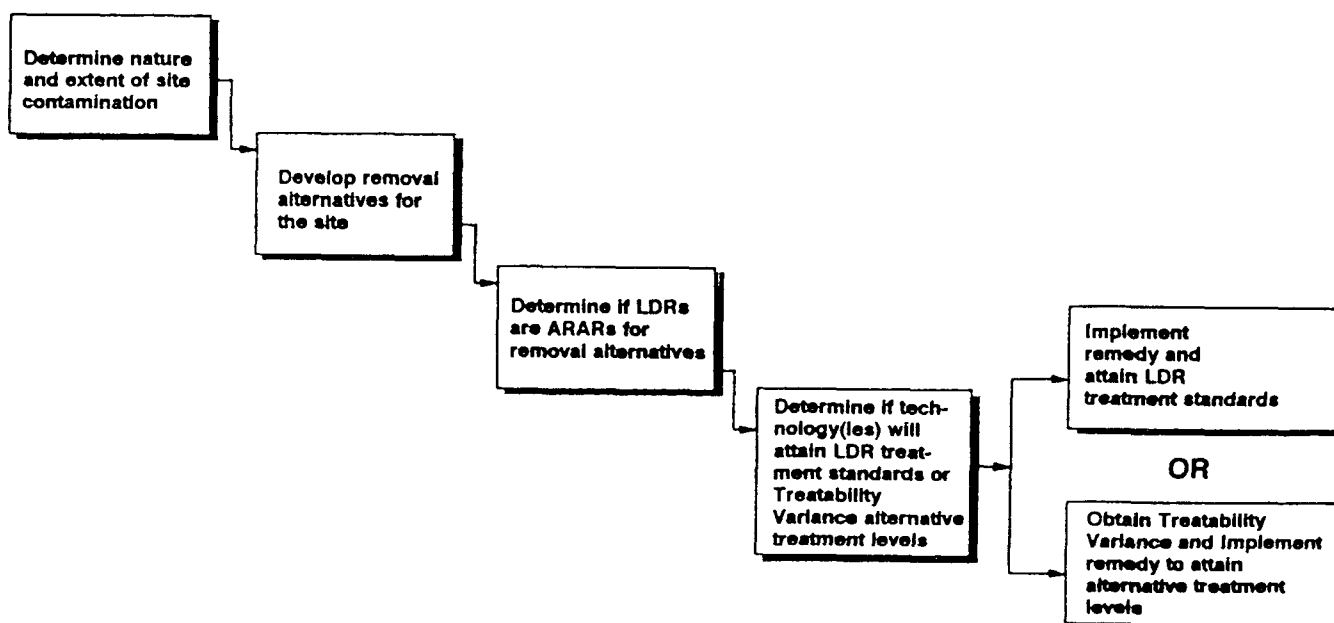 Determine nature
and extent of site
contamination
Develop removal
alternatives for
the site
Determine if LDRs
are ARARs for
removal alternatives
Determine if tech-
nology(ies) will
attain LDR treat-
ment standards or
Treatability
Variance alternative
treatment levels
Implement
remedy and
attain LDR
treatment standards
OR
Obtain Treatability
Variance and Implement
remedy to attain
alternative treatment
levels